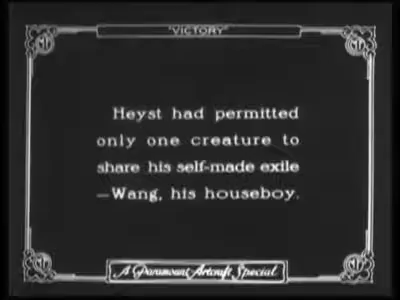 "VICTORY"
Heyst had permitted
only one creature to
share his self-made exile
—Wang, his houseboy.
A Paramount Artcraft Special